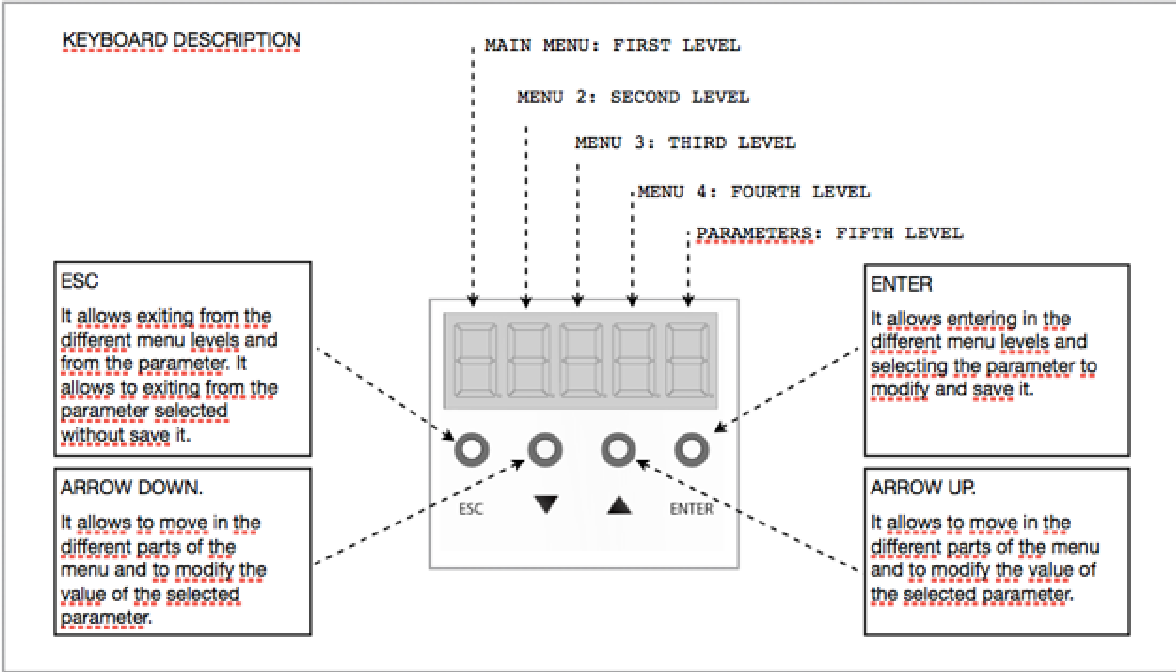 KEYBOARD DESCRIPTION
MAIN MENU: FIRST LEVEL
MENU 2: SECOND LEVEL
MENU 3: THIRD LEVEL
MENU 4: FOURTH LEVEL
PARAMETERS: FIFTH LEVEL
ESC
It allows exiting from the
different menu levels and
from the parameter. It
allows to exiting from the
parameter selected
without save it.
ENTER
It allows entering in the
different menu levels and
selecting the parameter to
modify and save it.
ESC
ENTER
ARROW DOWN.
It allows to move in the
different parts of the
menu and to modify the
value of the selected
parameter.
ARROW UP.
It allows to move in the
different parts of the menu
and to modify the value of
the selected parameter.